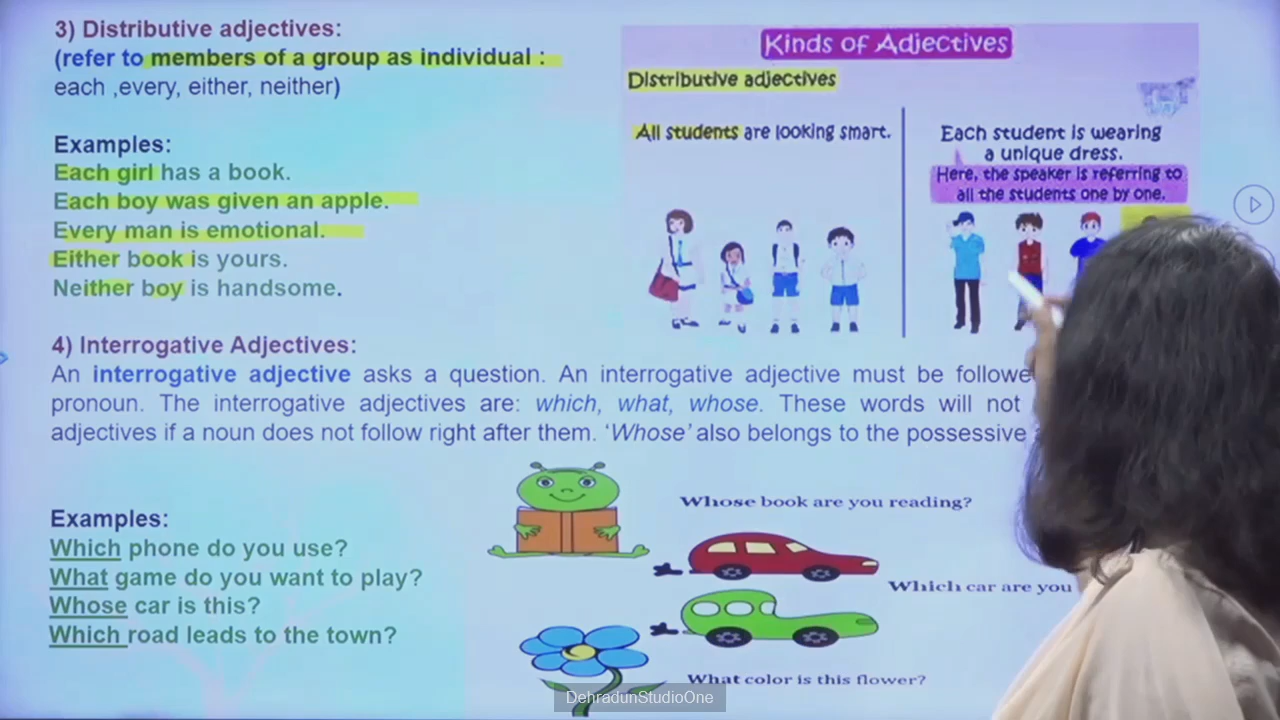 3) Distributive adjectives:
(refer to members of a group as individual :
each ,every, either, neither)
Examples:
Each girl has a book.
Each boy was given an apple.
Every man is emotional.
Either book is yours.
Neither boy is handsome.
Kinds of Adjectives
Distributive adjectives
All students are looking smart.
Each student is wearing
a unique dress.
Here, the speaker is referring to
all the students one by one.
4) Interrogative Adjectives:
An interrogative adjective asks a question. An interrogative adjective must be followe
pronoun. The interrogative adjectives are: which, what, whose. These words will not
adjectives if a noun does not follow right after them. ‘Whose’ also belongs to the possessive
Examples:
Which phone do you use?
What game do you want to play?
Whose car is this?
Which road leads to the town?
Whose book are you reading?
Which car are you
What color is this flower?
DehradunStudioOne